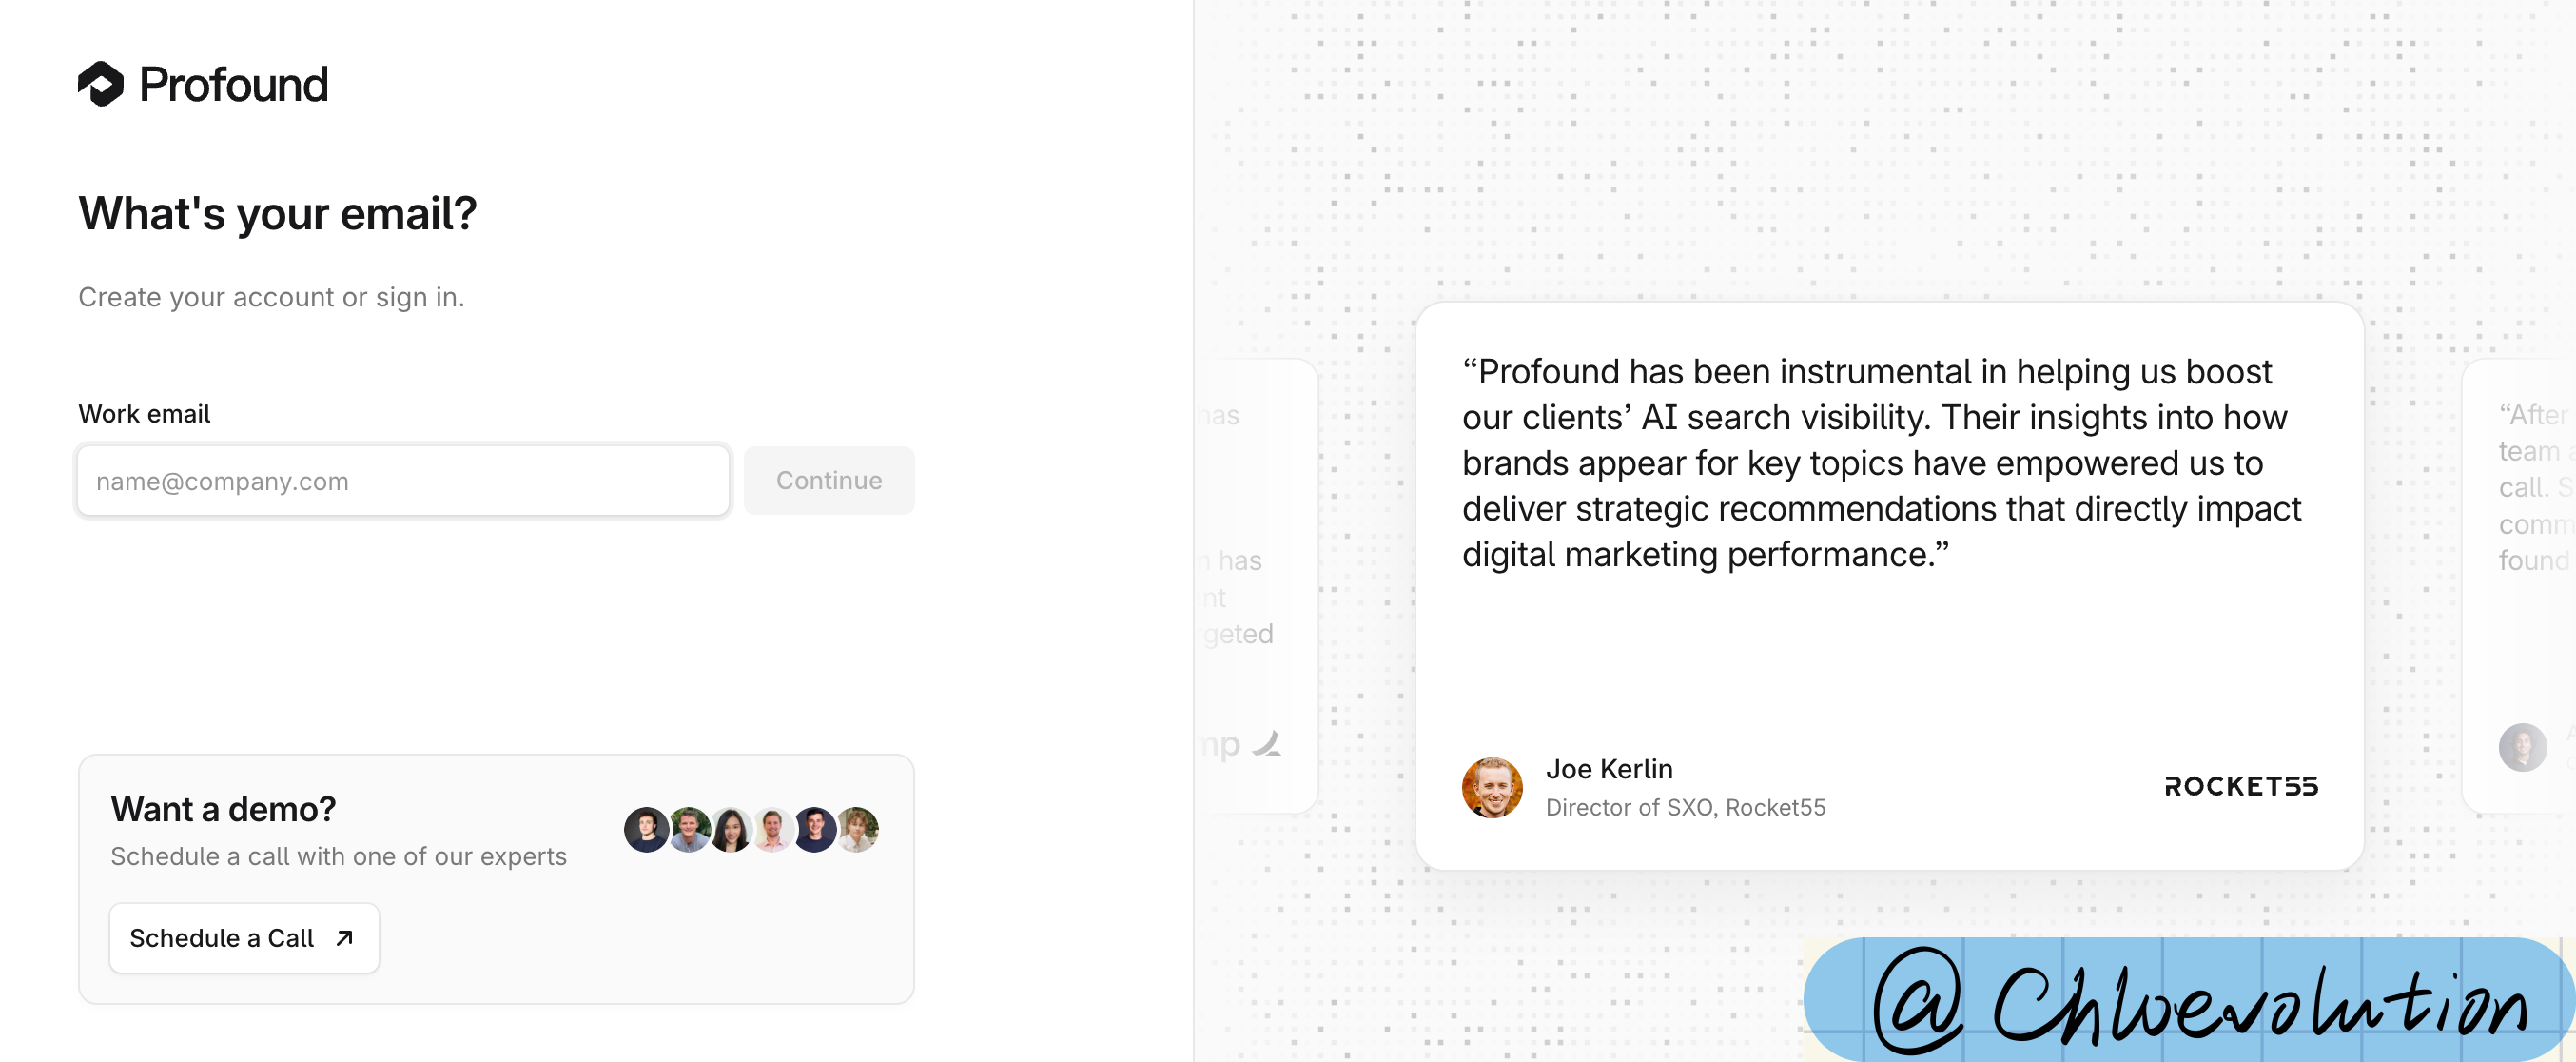 Profound
What's your email?
Create your account or sign in.
Work email
name@company.com
Continue
Want a demo?
Schedule a call with one of our experts
Schedule a Call
has
has
geted
“Profound has been instrumental in helping us boost
our clients’ AI search visibility. Their insights into how
brands appear for key topics have empowered us to
deliver strategic recommendations that directly impact
digital marketing performance.”
Joe Kerlin
Director of SXO, Rocket55
ROCKET55
“After
team
call.
comm
found
@Chloevolution